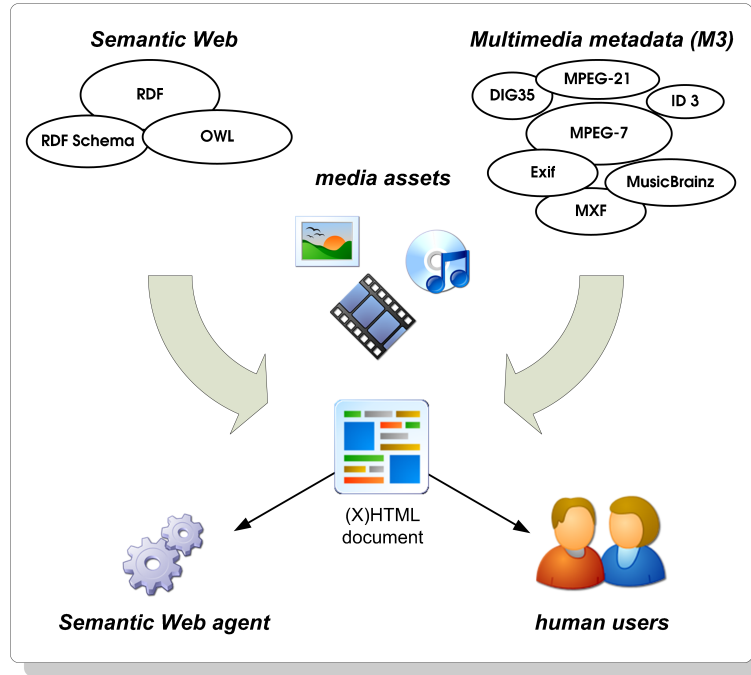 Semantic Web
Multimedia metadata (M3)
RDF
RDF Schema
OWL
MPEG-21
DIG35
ID 3
MPEG-7
Exif
MusicBrainz
MXF
media assets
(X)HTML
document
Semantic Web agent
human users